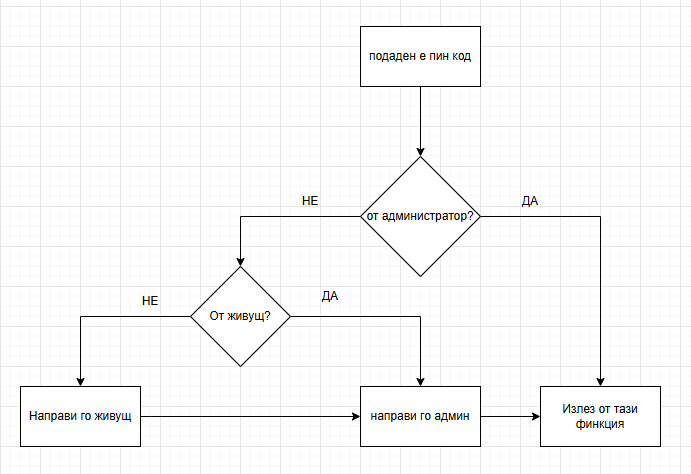 подаден е пин код
от администратор?
НЕ
ДА
От живущ?
НЕ
ДА
Направи го живущ
направи го админ
Излез от тази
финкция